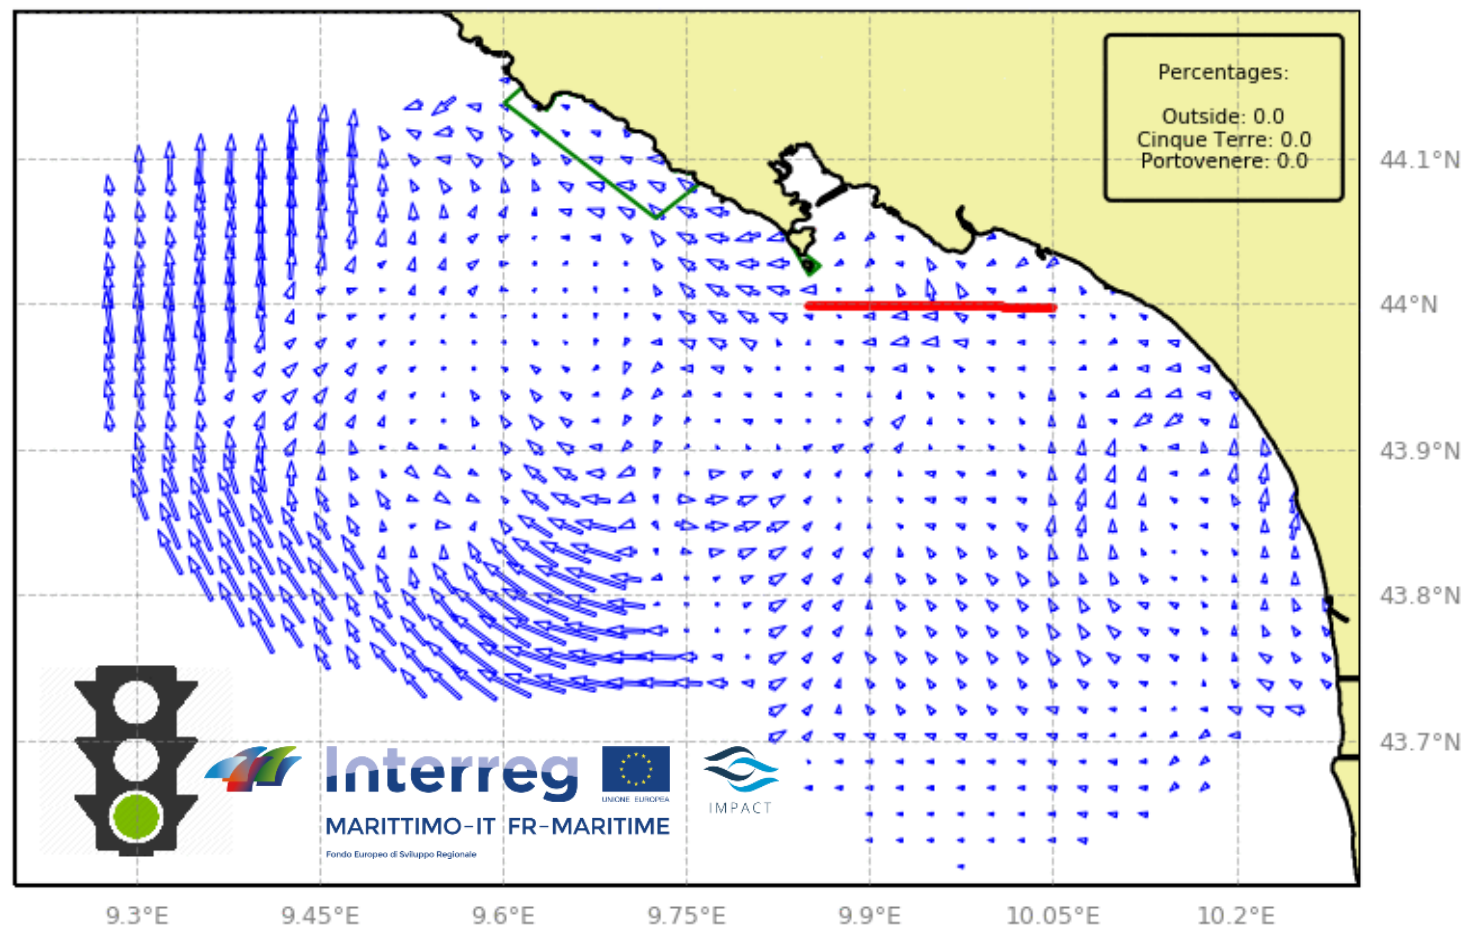 Percentages:
Outside: 0.0
Cinque Terre: 0.0
Portovenere: 0.0
44.1°N
44°N
43.9°N
43.8°N
43.7°N
Interreg
UNIONE EUROPEA
IMPACT
MARITTIMO-IT FR-MARITIME
Fondo Europeo di Sviluppo Regionale
9.3°E
9.45°E
9.6°E
9.75°E
9.9°E
10.05°E
10.2°E